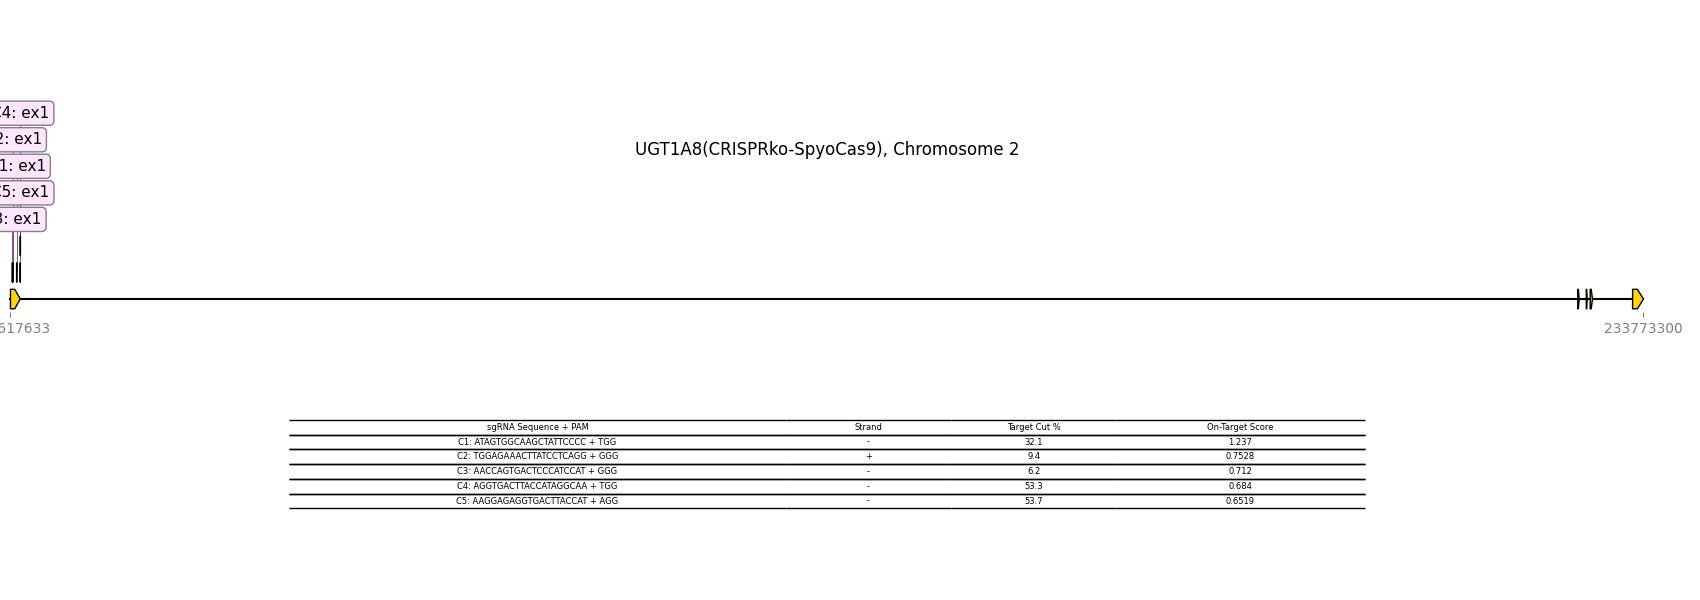 C4: ex1
2: ex1
1: ex1
C5: ex1
3: ex1
UGT1A8(CRISPRko-SpyoCas9), Chromosome 2
617633
233773300
sgRNA Sequence + PAM Strand Target Cut % On-Target Score
C1: ATAGTGGCAAGCTATTCCCC + TGG - 32.1 1.237
C2: TGGAGAAACTTATCCTCAGG + GGG + 9.4 0.7528
C3: AACCAGTGACTCCCATCCAT + GGG - 6.2 0.712
C4: AGGTGACTTACCATAGGCAA + TGG - 53.3 0.684
C5: AAGGAGAGGTGACTTACCAT + AGG - 53.7 0.6519